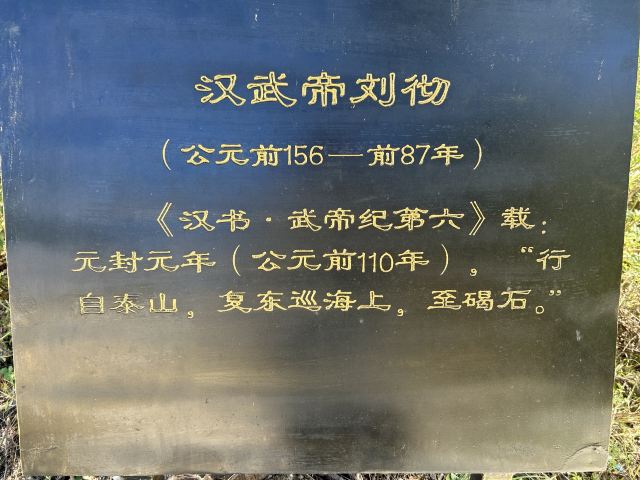 汉武帝刘彻
（公元前156—前87年）
《汉书·武帝纪第六》载：
元封元年（公元前110年），“行
自泰山，复东巡海上，至碣石。”